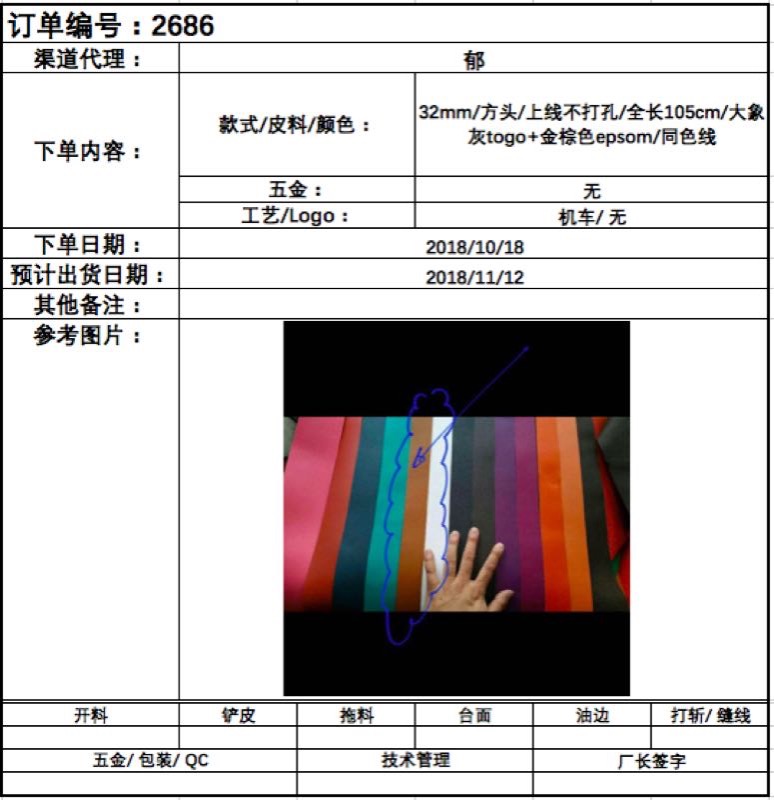 订单编号：2686
渠道代理：
郁
下单内容：
款式/皮料/颜色：
32mm/方头/上线不打孔/全长105cm/大象
灰togo+金棕色epsom/同色线
五金：
无
工艺/Logo：
机车/ 无
下单日期：
2018/10/18
预计出货日期：
2018/11/12
其他备注：
参考图片：
开料
铲皮
拖料
台面
油边
打斩/ 缝线
五金/ 包装/ QC
技术管理
厂长签字